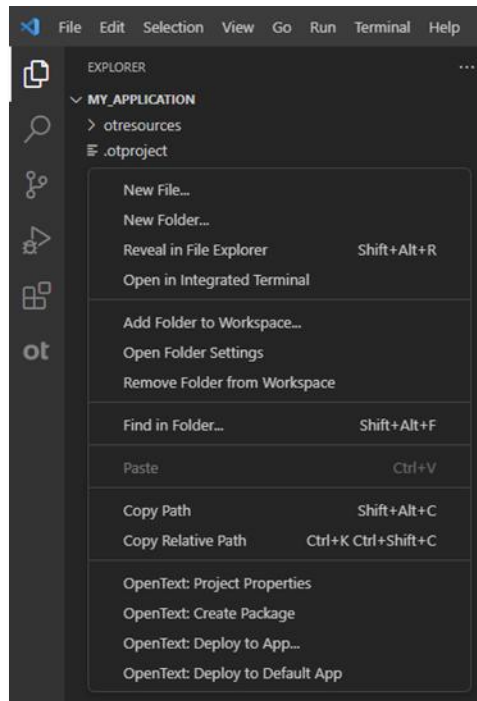 File Edit Selection View Go Run Terminal Help
EXPLORER ...
MY_APPLICATION
otresources
.otproject
New File...
New Folder...
Reveal in File Explorer Shift+Alt+R
Open in Integrated Terminal
Add Folder to Workspace...
Open Folder Settings
Remove Folder from Workspace
Find in Folder... Shift+Alt+F
Paste Ctrl+V
Copy Path Shift+Alt+C
Copy Relative Path Ctrl+K Ctrl+Shift+C
OpenText: Project Properties
OpenText: Create Package
OpenText: Deploy to App...
OpenText: Deploy to Default App
ot